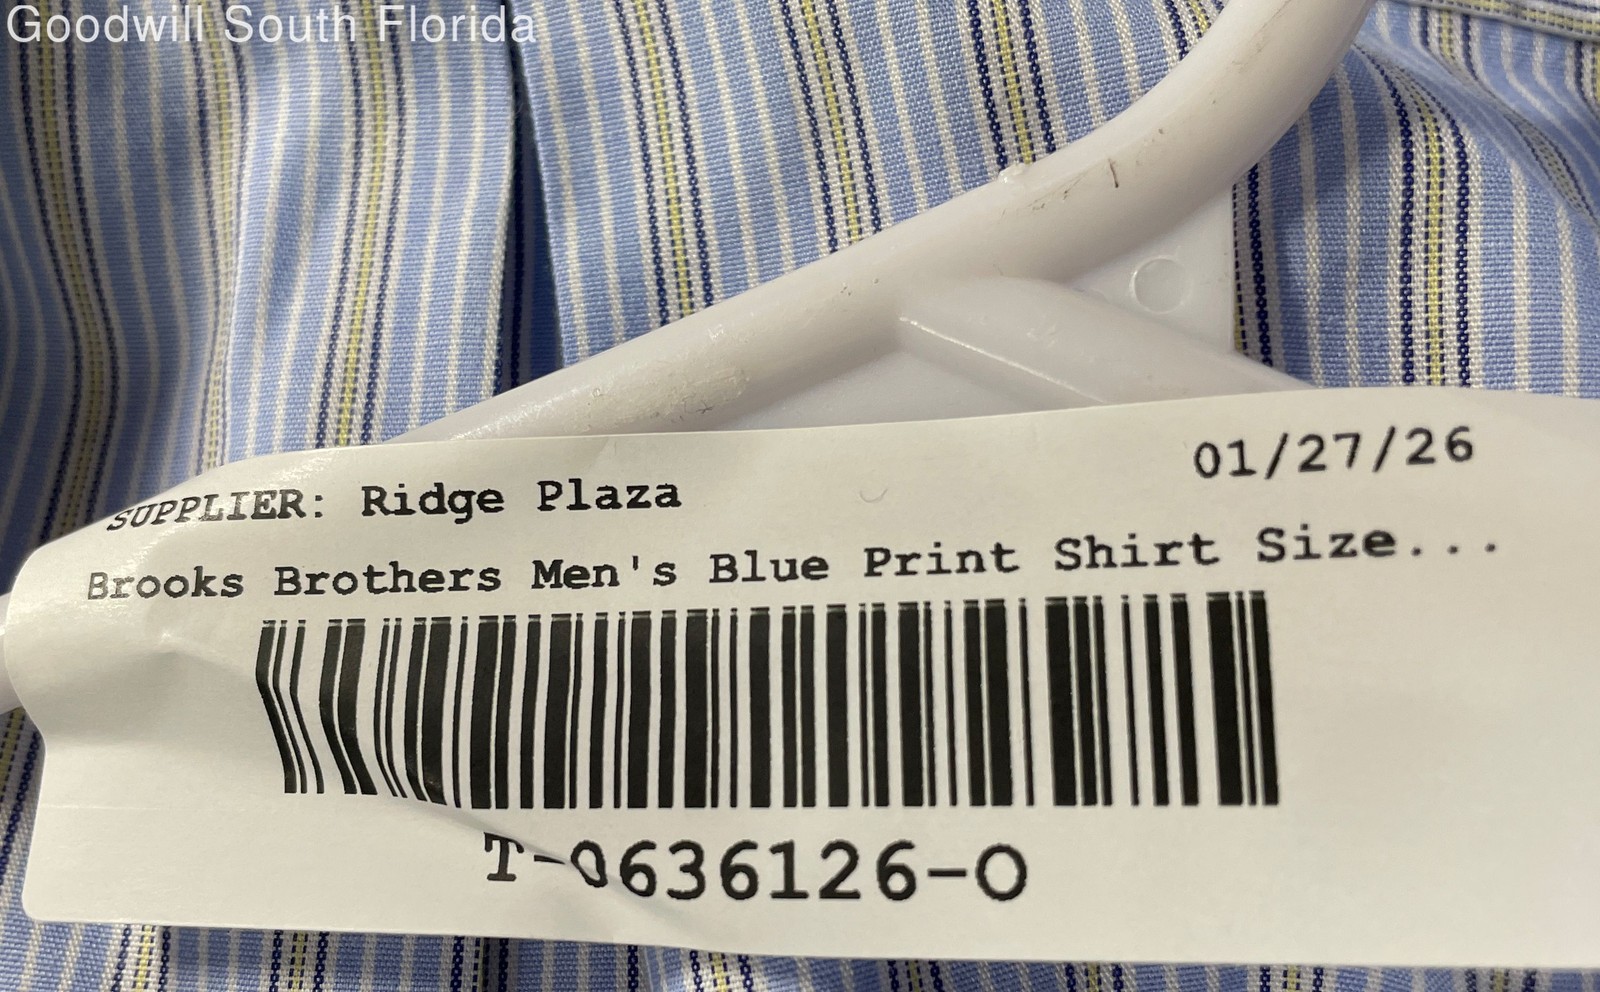 Goodwill South Florida
01/27/26
SUPPLIER: Ridge Plaza
Brooks Brothers Men's Blue Print Shirt Size...
T-0636126-O